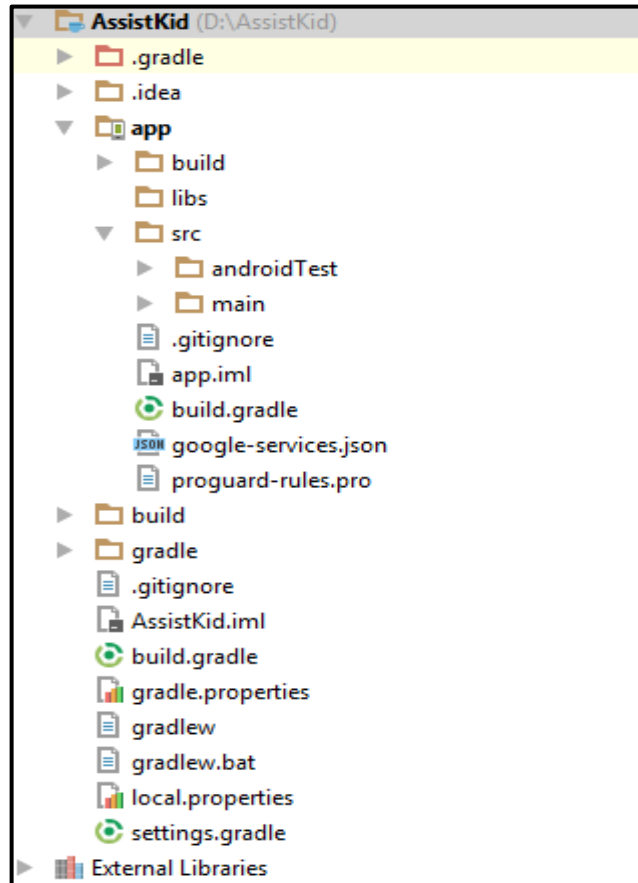 AssistKid (D:\AssistKid)
.gradle
.idea
app
build
libs
src
androidTest
main
.gitignore
app.iml
build.gradle
JSON google-services.json
proguard-rules.pro
build
gradle
.gitignore
AssistKid.iml
build.gradle
gradle.properties
gradlew
gradlew.bat
local.properties
settings.gradle
External Libraries